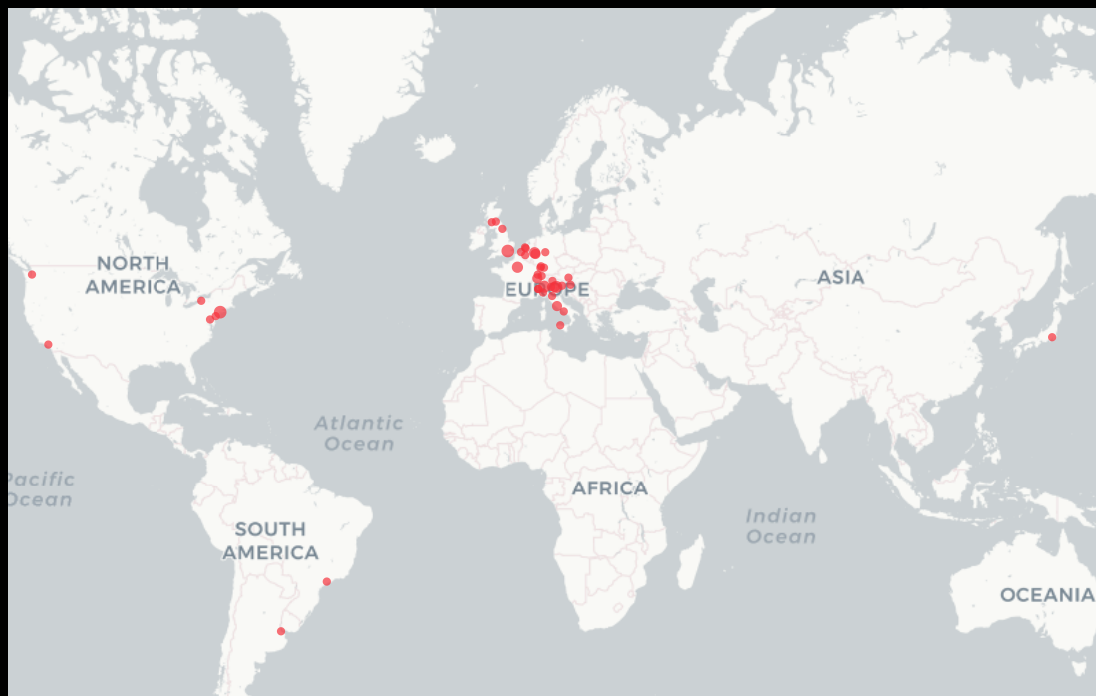 NORTH
AMERICA
EUROPE
ASIA
Atlantic
Ocean
Pacific
Ocean
AFRICA
SOUTH
AMERICA
Indian
Ocean
OCEANIA